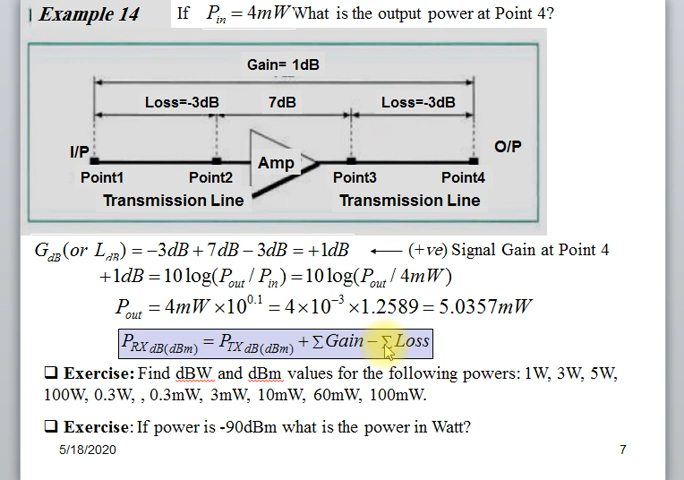 Example 14 If P_in = 4mW What is the output power at Point 4?
Gain= 1dB
Loss=-3dB 7dB Loss=-3dB
I/P Amp O/P
Point1 Point2 Point3 Point4
Transmission Line Transmission Line
G_dB (or L_dB) = −3dB + 7dB − 3dB = +1dB ← (+ve) Signal Gain at Point 4
+1dB = 10log(P_out / P_in) = 10log(P_out / 4mW)
P_out = 4mW ×10^0.1 = 4×10^−3 ×1.2589 = 5.0357mW
P_RX dB(dBm) = P_TX dB(dBm) + ΣGain − ΣLoss
❑ Exercise: Find dBW and dBm values for the following powers: 1W, 3W, 5W,
100W, 0.3W, , 0.3mW, 3mW, 10mW, 60mW, 100mW.
❑ Exercise: If power is -90dBm what is the power in Watt?
5/18/2020 7